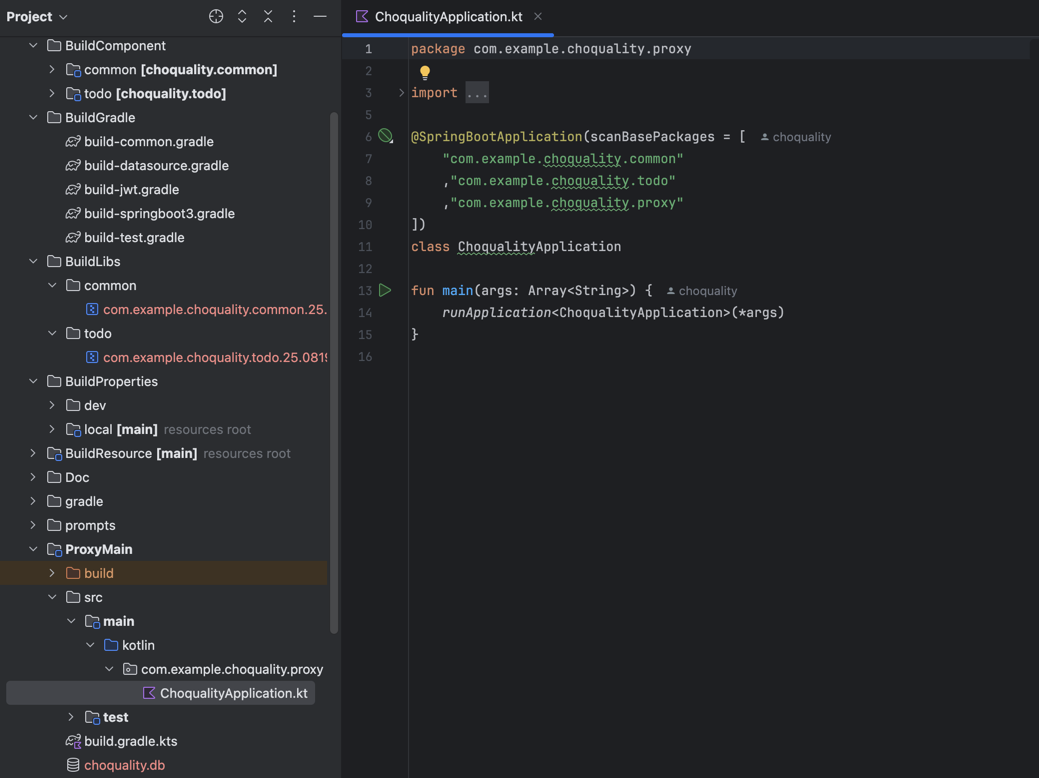 Project
BuildComponent
common [choquality.common]
todo [choquality.todo]
BuildGradle
build-common.gradle
build-datasource.gradle
build-jwt.gradle
build-springboot3.gradle
build-test.gradle
BuildLibs
common
com.example.choquality.common.25.
todo
com.example.choquality.todo.25.0819
BuildProperties
dev
local [main] resources root
BuildResource [main] resources root
Doc
gradle
prompts
ProxyMain
build
src
main
kotlin
com.example.choquality.proxy
ChoqualityApplication.kt
test
build.gradle.kts
choquality.db
ChoqualityApplication.kt
1 package com.example.choquality.proxy
2
3 import ...
5
6 @SpringBootApplication(scanBasePackages = [ choquality
7 "com.example.choquality.common"
8 ,"com.example.choquality.todo"
9 ,"com.example.choquality.proxy"
10 ])
11 class ChoqualityApplication
12
13 fun main(args: Array<String>) { choquality
14 runApplication<ChoqualityApplication>(*args)
15 }
16